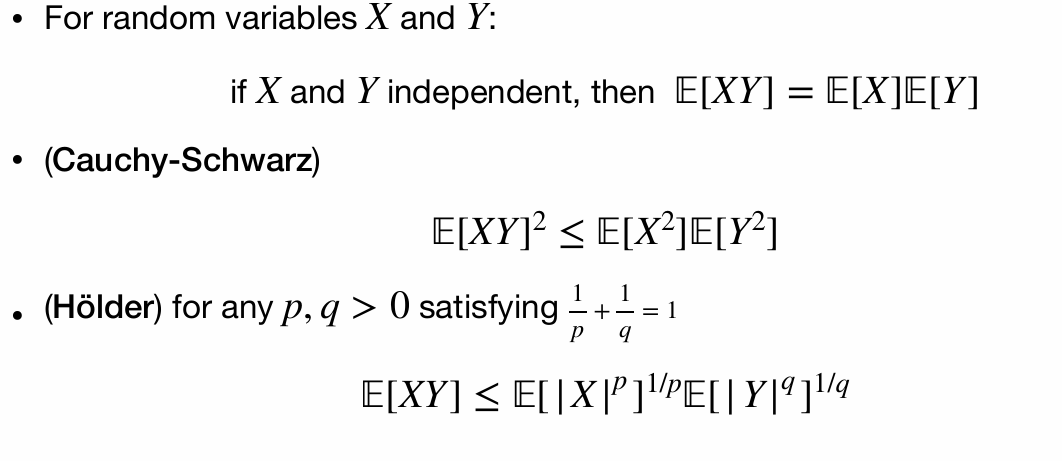 • For random variables X and Y:
if X and Y independent, then 𝔼[XY] = 𝔼[X]𝔼[Y]
• (Cauchy-Schwarz)
𝔼[XY]² ≤ 𝔼[X²]𝔼[Y²]
• (Hölder) for any p, q > 0 satisfying 1/p + 1/q = 1
𝔼[XY] ≤ 𝔼[|X|^p]^{1/p}𝔼[|Y|^q]^{1/q}